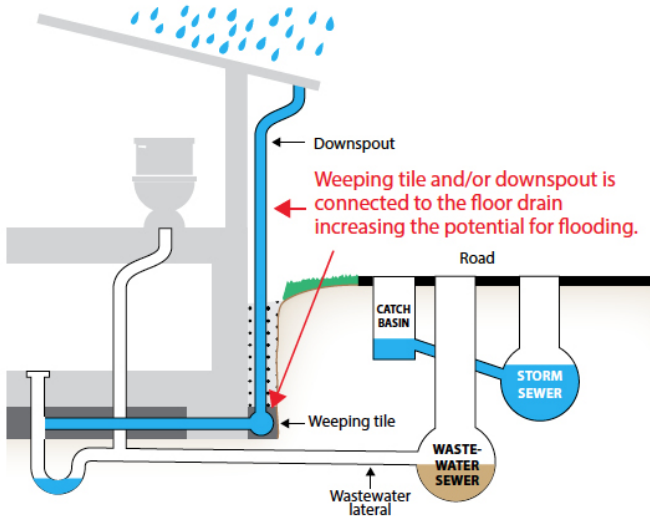 Downspout
Weeping tile and/or downspout is
connected to the floor drain
increasing the potential for flooding.
Road
CATCH
BASIN
STORM
SEWER
Weeping tile
WASTE-
WATER
SEWER
Wastewater
lateral